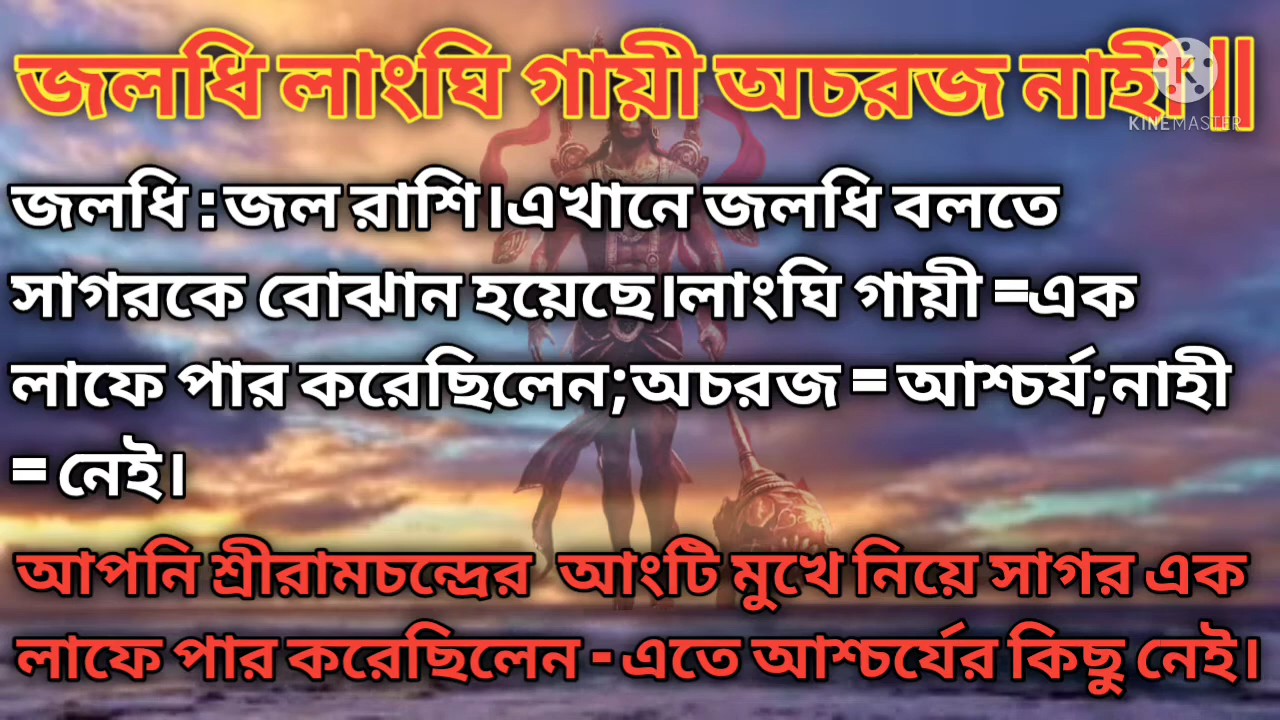 জলধি লাংঘি গায়ী অচরজ নাহী||
KINEMASTER
জলধি : জল রাশি।এখানে জলধি বলতে
সাগরকে বোঝান হয়েছে।লাংঘি গায়ী =এক
লাফে পার করেছিলেন;অচরজ = আশ্চর্য;নাহী
= নেই।
আপনি শ্রীরামচন্দ্রের আংটি মুখে নিয়ে সাগর এক
লাফে পার করেছিলেন - এতে আশ্চর্যের কিছু নেই।